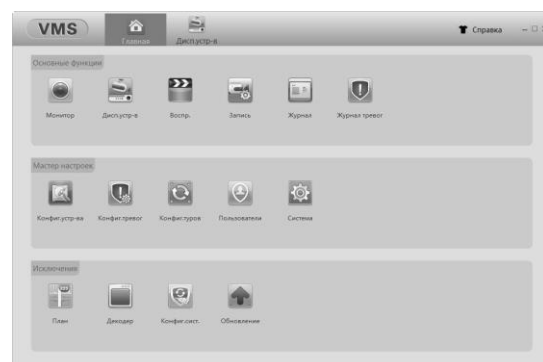 VMS
Главная
Дисп.устр-в
Справка
Основные функции
Монитор
Дисп.устр-в
Воспр.
Запись
Журнал
Журнал тревог
Мастер-настроек
Конфиг.устр-ва
Конфиг.тревог
Конфиг.туров
Пользователи
Система
Исключение
План
Декодер
Конфиг.сист.
Обновление